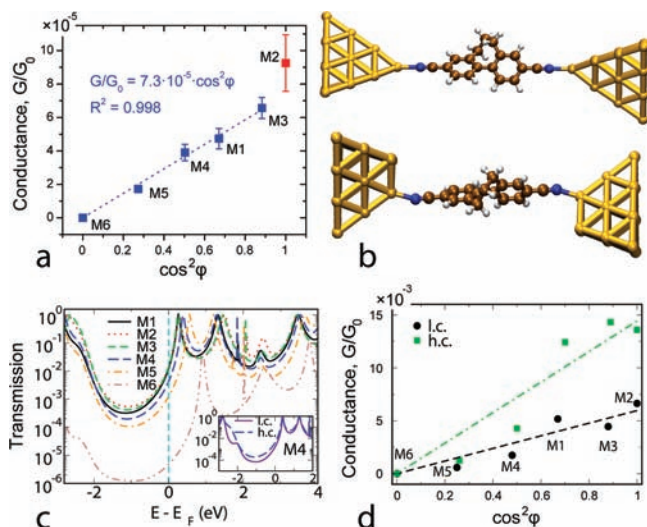 ×10⁻⁵
Conductance, G/G₀
8
6
4
2
0
G/G₀ = 7.3·10⁻⁵·cos²φ
R² = 0.998
M2
M3
M1
M4
M5
M6
0 0.2 0.4 0.6 0.8 1
cos²φ
a
b
Transmission
10⁰
10⁻¹
10⁻²
10⁻³
10⁻⁴
10⁻⁵
10⁻⁶
M1
M2
M3
M4
M5
M6
10⁰
10⁻²
10⁻⁴
l.c.
h.c.
M4
-2 0 2 4
-2 0 2 4
E - E_F (eV)
c
×10⁻³
Conductance, G/G₀
15
10
5
0
l.c.
h.c.
M2
M1
M3
M4
M5
M6
0 0.2 0.4 0.6 0.8 1
cos²φ
d